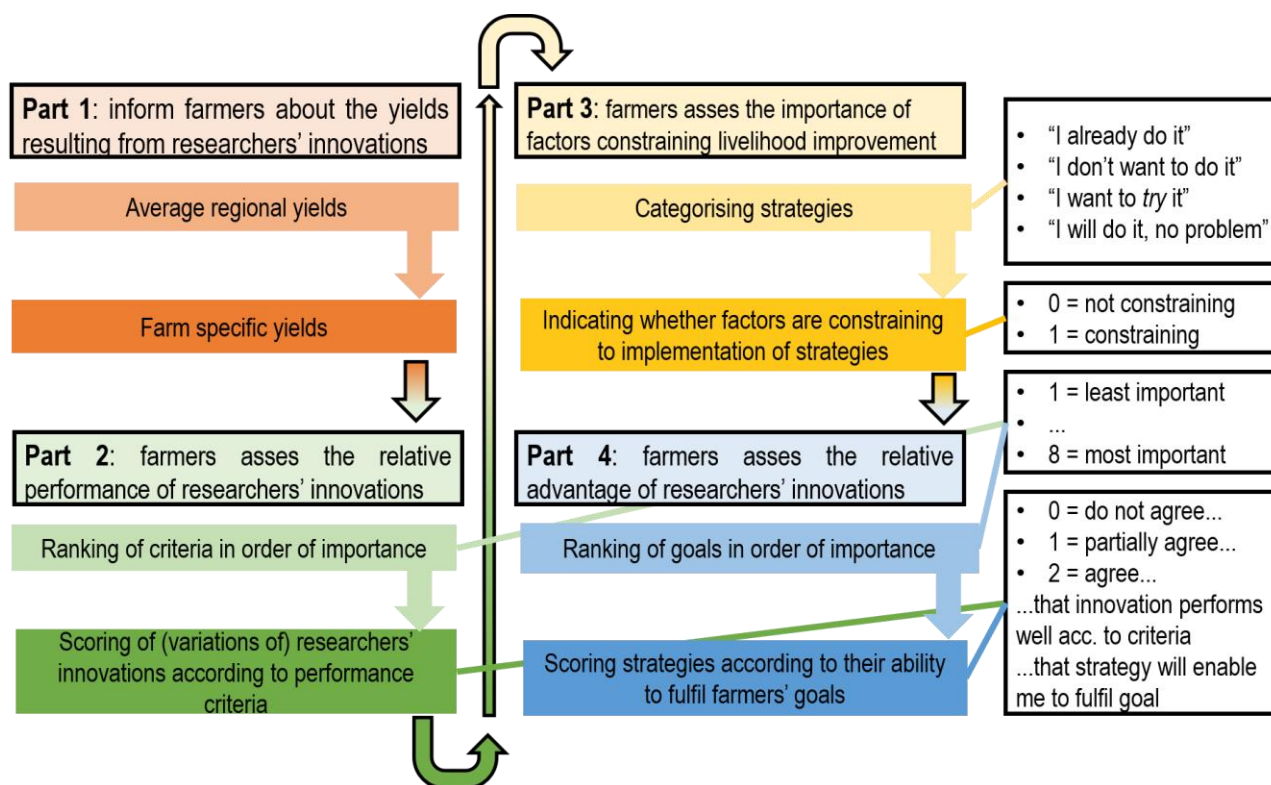 Part 1: inform farmers about the yields
resulting from researchers' innovations
Average regional yields
Farm specific yields
Part 2: farmers asses the relative
performance of researchers' innovations
Ranking of criteria in order of importance
Scoring of (variations of) researchers'
innovations according to performance
criteria
Part 3: farmers asses the importance of
factors constraining livelihood improvement
Categorising strategies
Indicating whether factors are constraining
to implementation of strategies
Part 4: farmers asses the relative
advantage of researchers' innovations
Ranking of goals in order of importance
Scoring strategies according to their ability
to fulfil farmers' goals
• “I already do it”
• “I don't want to do it”
• “I want to try it”
• “I will do it, no problem”
• 0 = not constraining
• 1 = constraining
• 1 = least important
• ...
• 8 = most important
• 0 = do not agree...
• 1 = partially agree...
• 2 = agree...
...that innovation performs
well acc. to criteria
...that strategy will enable
me to fulfil goal